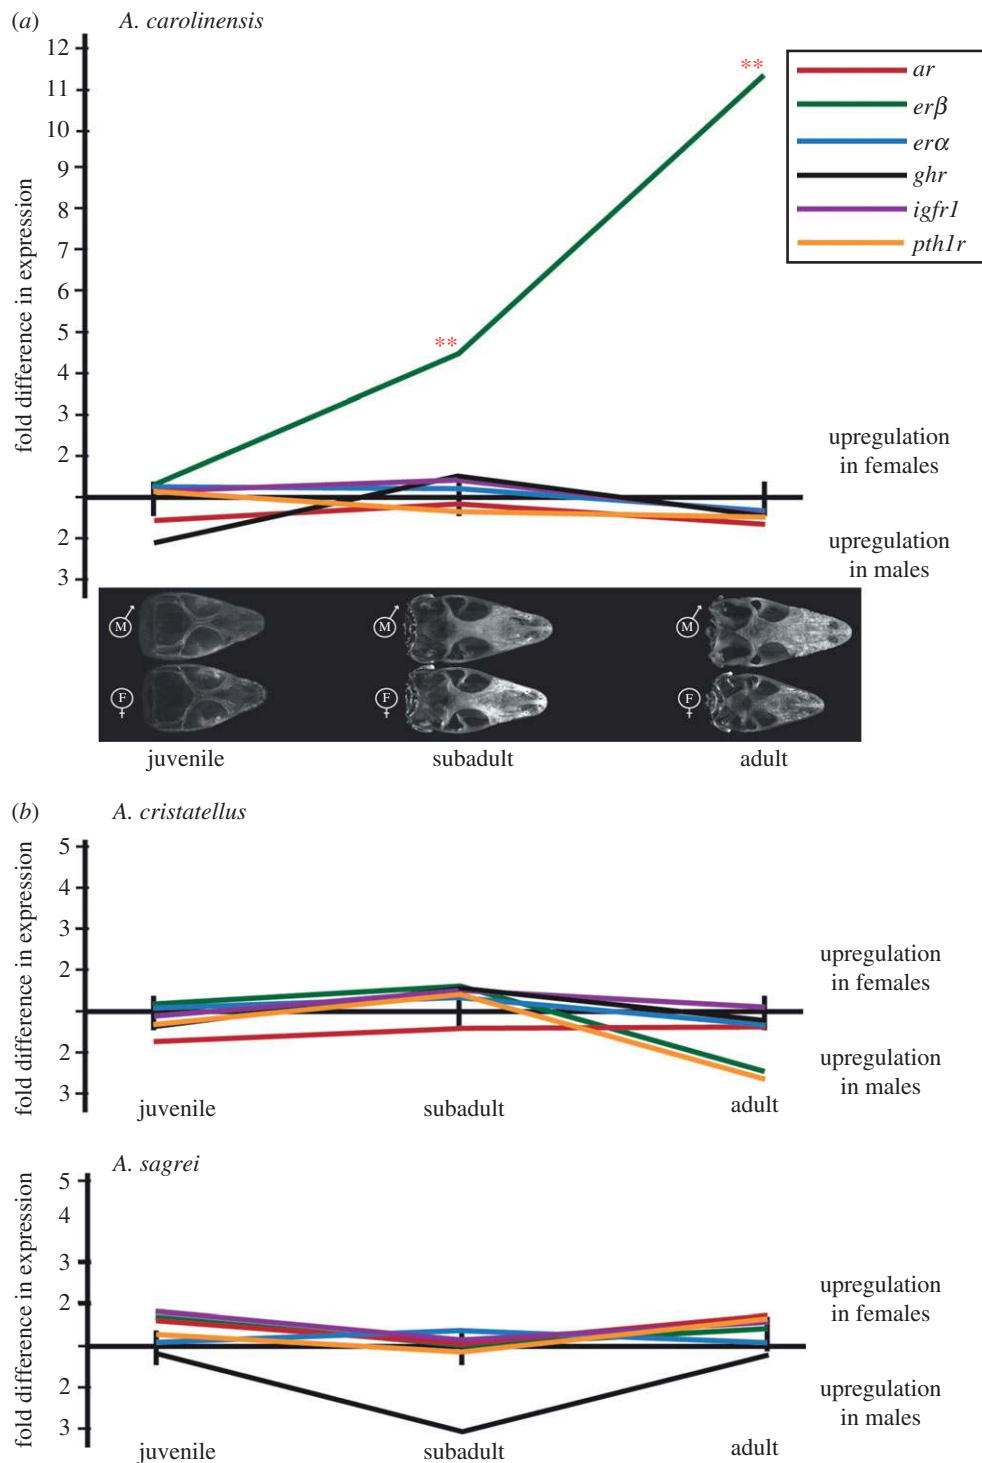 (a) A. carolinensis
12
11
10
9
8
7
6
5
4
3
2
2
3
fold difference in expression
**
**
ar
erβ
erα
ghr
igfr1
pth1r
upregulation
in females
upregulation
in males
M
F
M
F
M
F
juvenile subadult adult
(b) A. cristatellus
5
4
3
2
2
3
fold difference in expression
upregulation
in females
upregulation
in males
juvenile subadult adult
A. sagrei
5
4
3
2
2
3
fold difference in expression
upregulation
in females
upregulation
in males
juvenile subadult adult